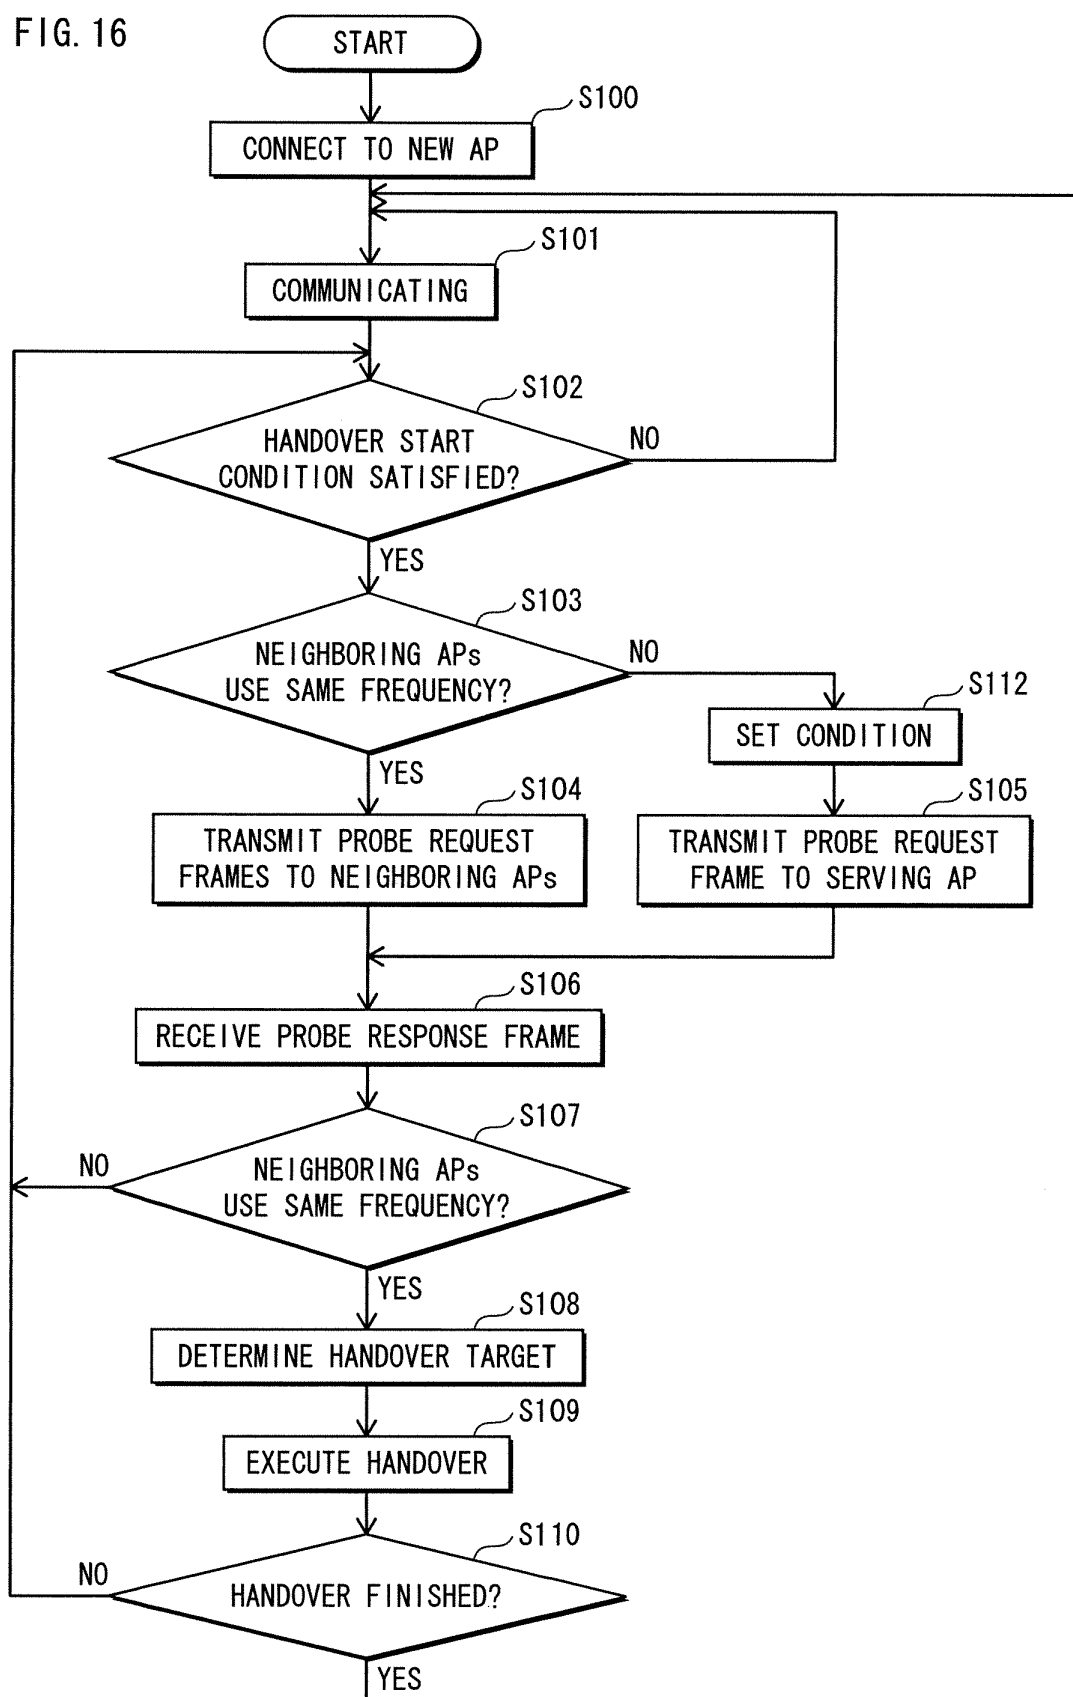 FIG. 16
START
S100
CONNECT TO NEW AP
S101
COMMUNICATING
S102
HANDOVER START
CONDITION SATISFIED?
NO
YES
S103
NEIGHBORING APs
USE SAME FREQUENCY?
NO
YES
S112
SET CONDITION
S104
TRANSMIT PROBE REQUEST
FRAMES TO NEIGHBORING APs
S105
TRANSMIT PROBE REQUEST
FRAME TO SERVING AP
S106
RECEIVE PROBE RESPONSE FRAME
S107
NEIGHBORING APs
USE SAME FREQUENCY?
NO
YES
S108
DETERMINE HANDOVER TARGET
S109
EXECUTE HANDOVER
S110
HANDOVER FINISHED?
NO
YES